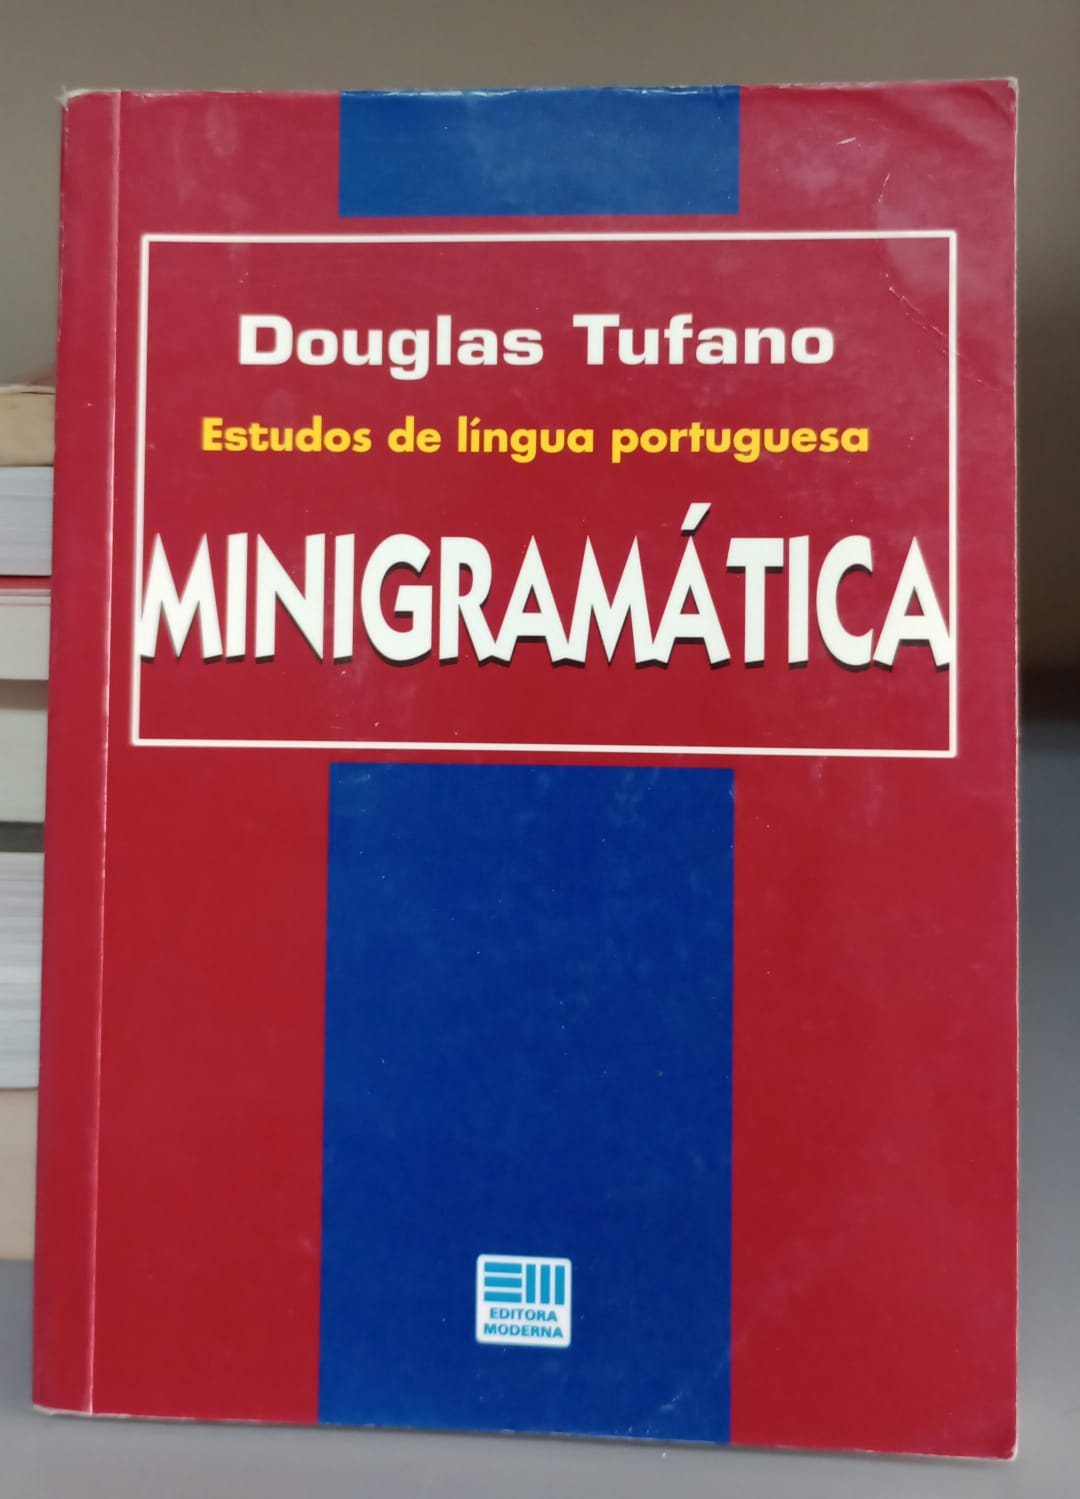 Douglas Tufano
Estudos de língua portuguesa
MINIGRAMÁTICA
EDITORA
MODERNA